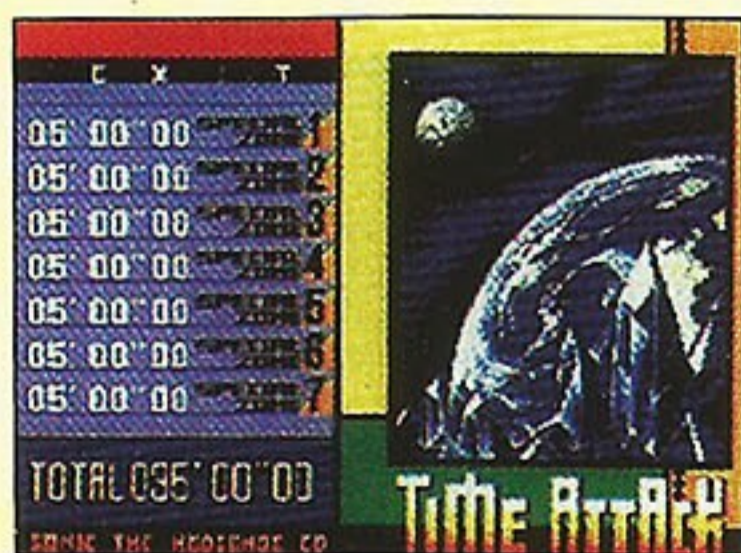 05' 00"00 1
05' 00"00 2
05' 00"00 3
05' 00"00 4
05' 00"00 5
05' 00"00 6
05' 00"00 7
TOTAL 035' 00"00
SONIC THE HEDGEHOG CD
TIME ATTACK